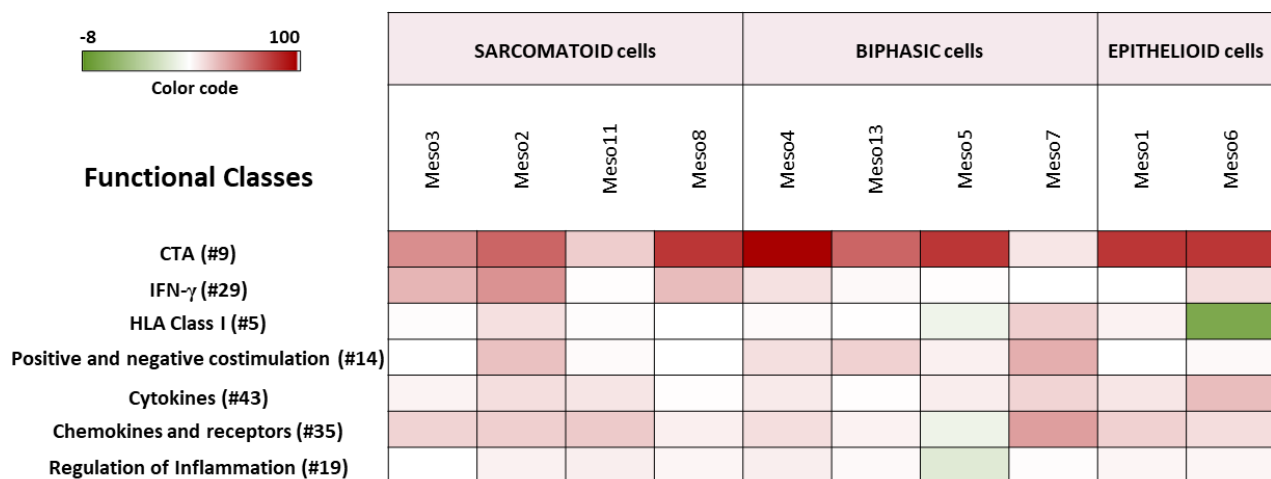 -8 100
Color code
SARCOMATOID cells BIPHASIC cells EPITHELIOID cells
Functional Classes
Meso3 Meso2 Meso11 Meso8 Meso4 Meso13 Meso5 Meso7 Meso1 Meso6
CTA (#9)
IFN-γ (#29)
HLA Class I (#5)
Positive and negative costimulation (#14)
Cytokines (#43)
Chemokines and receptors (#35)
Regulation of Inflammation (#19)